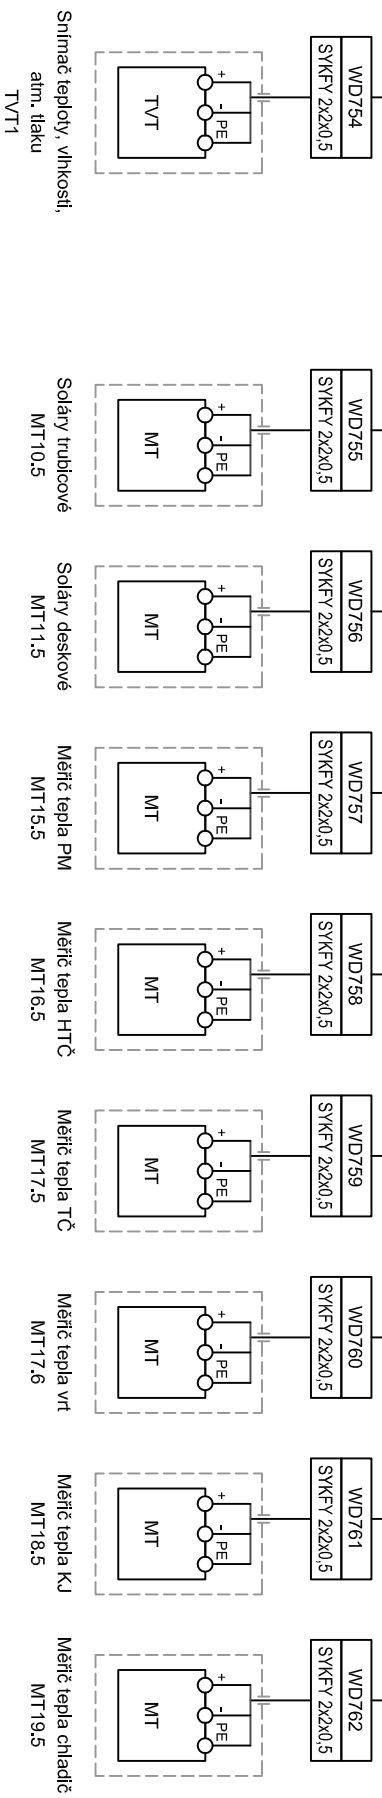 WD754
SYKFY 2x2x0,5
+
-
PE
TVT
Snímač teploty, vlhkosti,
atm. tlaku
TVT1
WD755
SYKFY 2x2x0,5
+
-
PE
MT
Soláry trubicové
MT10.5
WD756
SYKFY 2x2x0,5
+
-
PE
MT
Soláry deskové
MT11.5
WD757
SYKFY 2x2x0,5
+
-
PE
MT
Měřič tepla PM
MT15.5
WD758
SYKFY 2x2x0,5
+
-
PE
MT
Měřič tepla HTČ
MT16.5
WD759
SYKFY 2x2x0,5
+
-
PE
MT
Měřič tepla TČ
MT17.5
WD760
SYKFY 2x2x0,5
+
-
PE
MT
Měřič tepla vrt
MT17.6
WD761
SYKFY 2x2x0,5
+
-
PE
MT
Měřič tepla KJ
MT18.5
WD762
SYKFY 2x2x0,5
+
-
PE
MT
Měřič tepla chladič
MT19.5